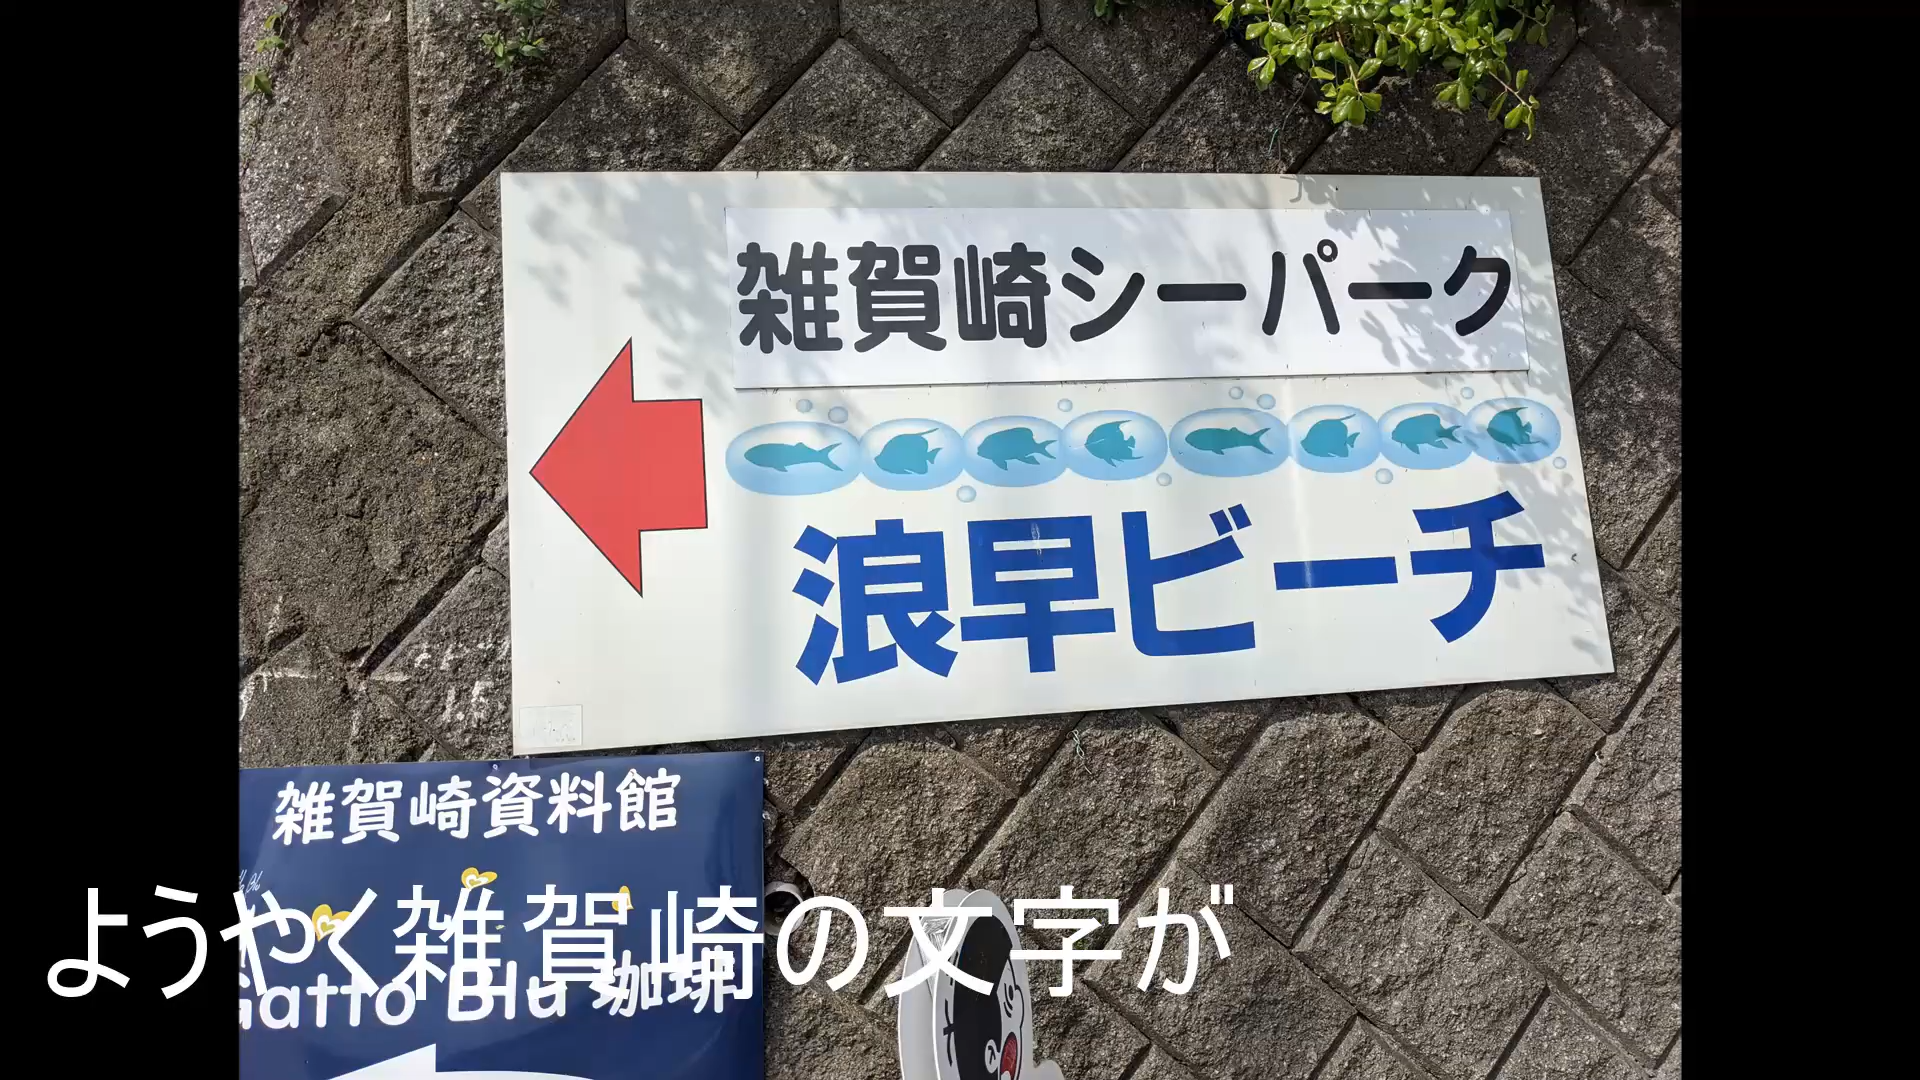 雑賀崎シーパーク
浪早ビーチ
雑賀崎資料館
ようやく雑賀崎の文字が
Gatto Blu 珈琲